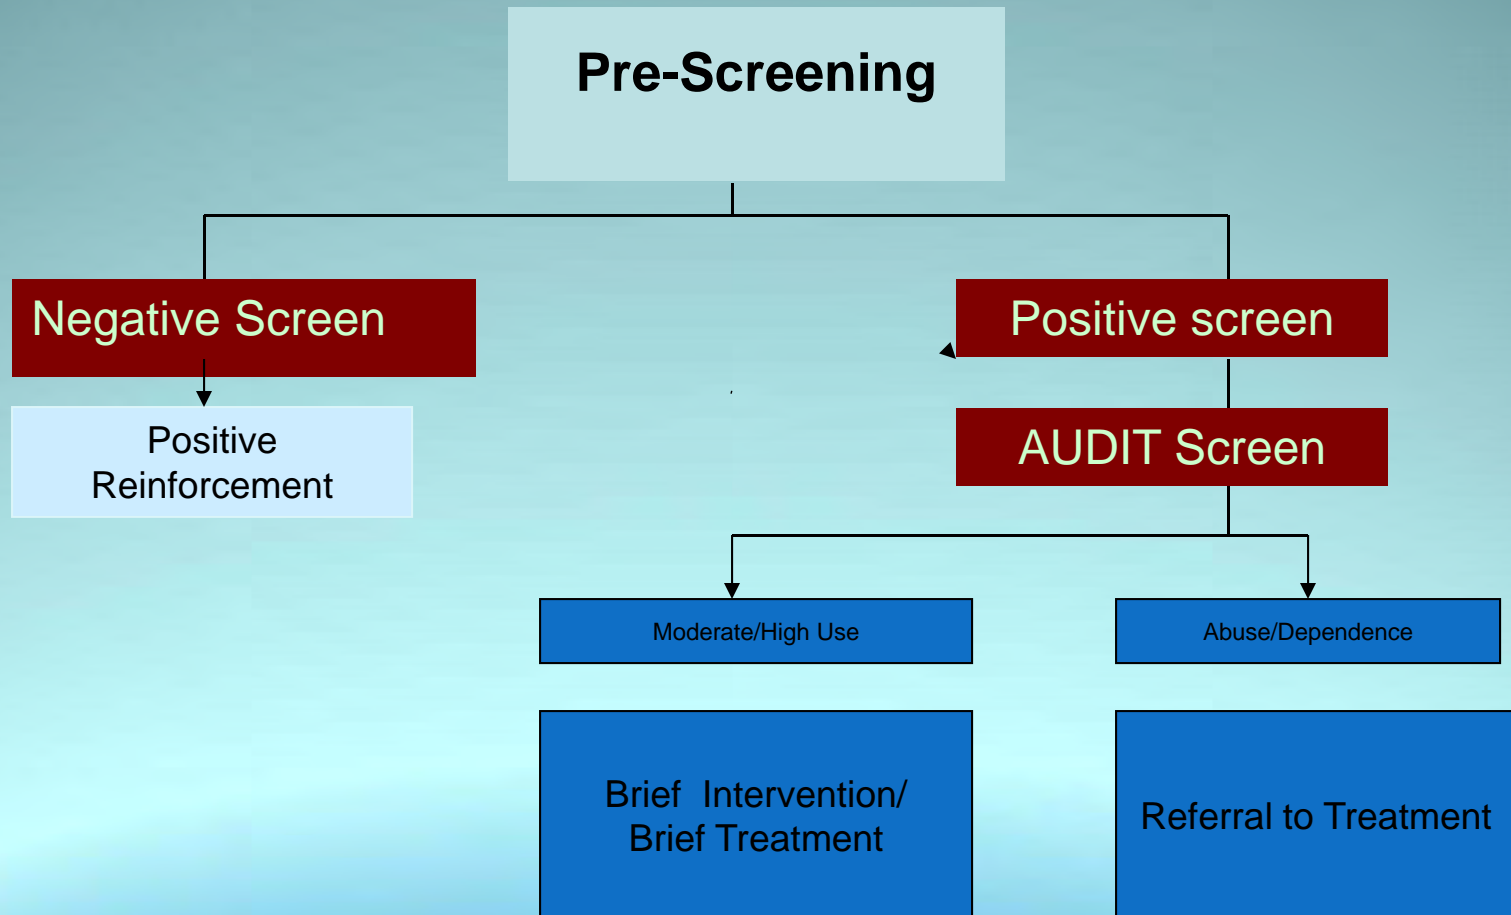 Pre-Screening
Negative Screen
Positive screen
Positive
Reinforcement
AUDIT Screen
Moderate/High Use
Abuse/Dependence
Brief Intervention/
Brief Treatment
Referral to Treatment